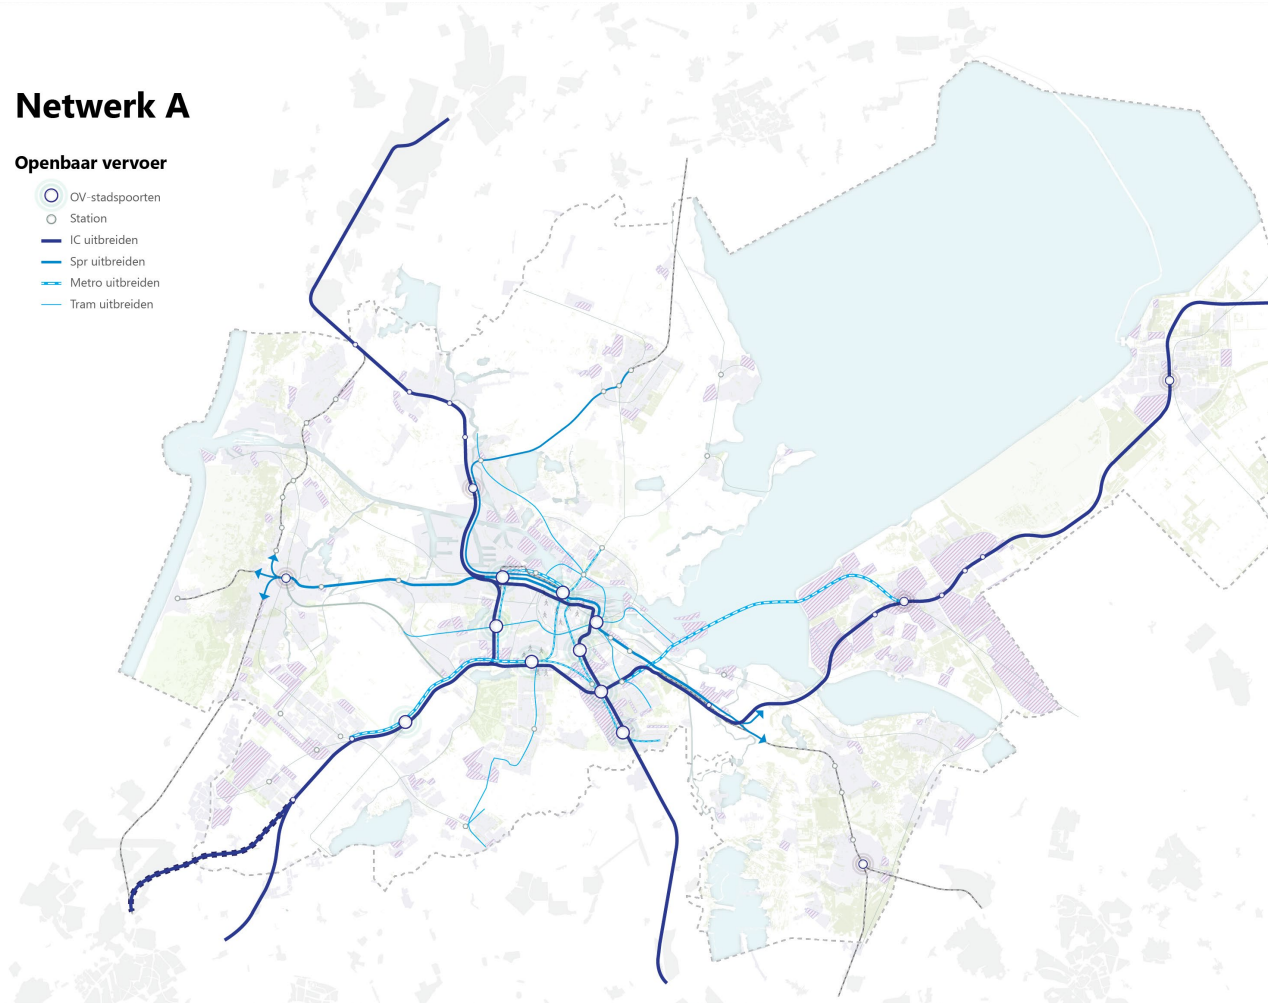 Netwerk A
Openbaar vervoer
OV-stadspoorten
Station
IC uitbreiden
Spr uitbreiden
Metro uitbreiden
Tram uitbreiden